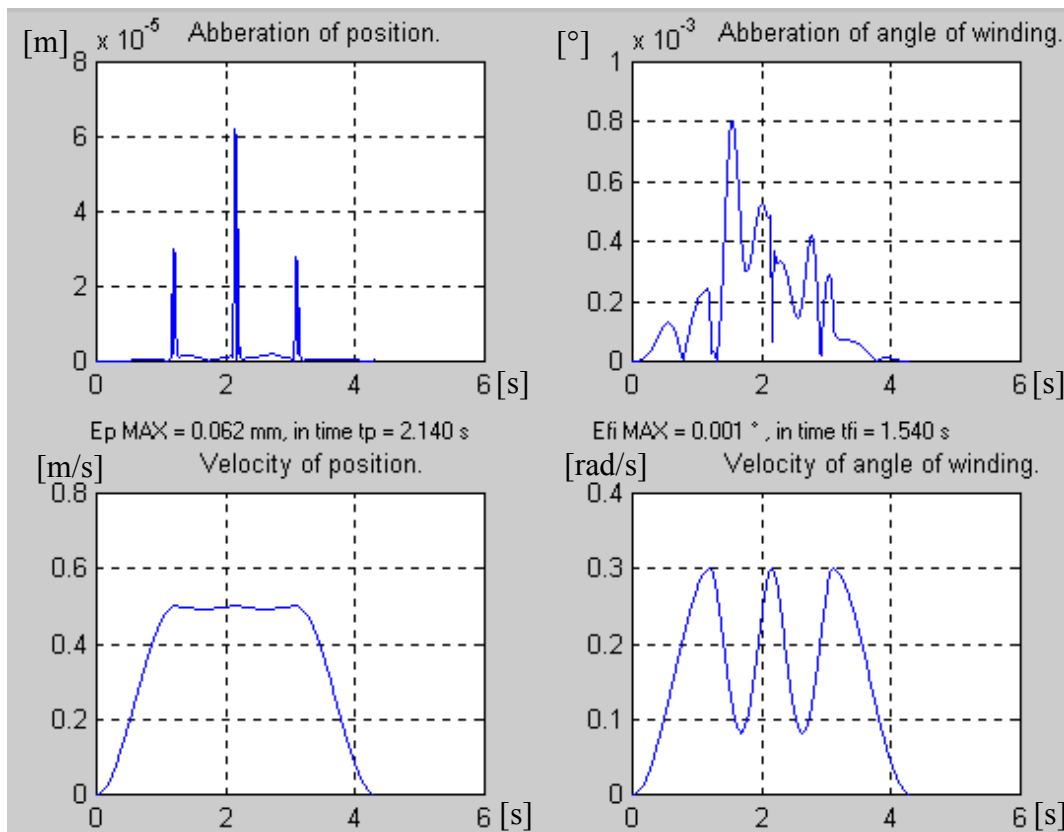 [m] x 10^-5 Abberation of position.
8
6
4
2
0
0 2 4 6 [s]
[°] x 10^-3 Abberation of angle of winding.
1
0.8
0.6
0.4
0.2
0
0 2 4 6 [s]
Ep MAX = 0.062 mm, in time tp = 2.140 s
Efi MAX = 0.001 ° , in time tfi = 1.540 s
[m/s] Velocity of position.
0.8
0.6
0.4
0.2
0
0 2 4 6 [s]
[rad/s] Velocity of angle of winding.
0.4
0.3
0.2
0.1
0
0 2 4 6 [s]